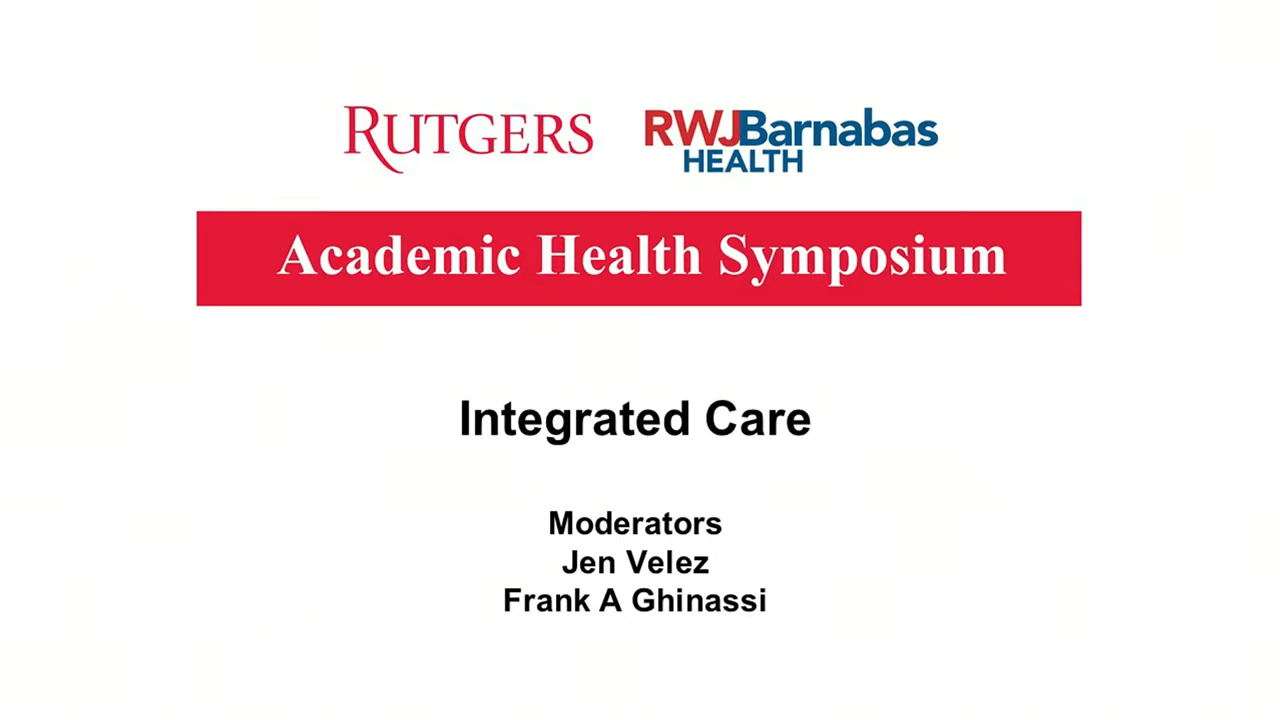 RUTGERS RWJBarnabas
HEALTH
Academic Health Symposium
Integrated Care
Moderators
Jen Velez
Frank A Ghinassi